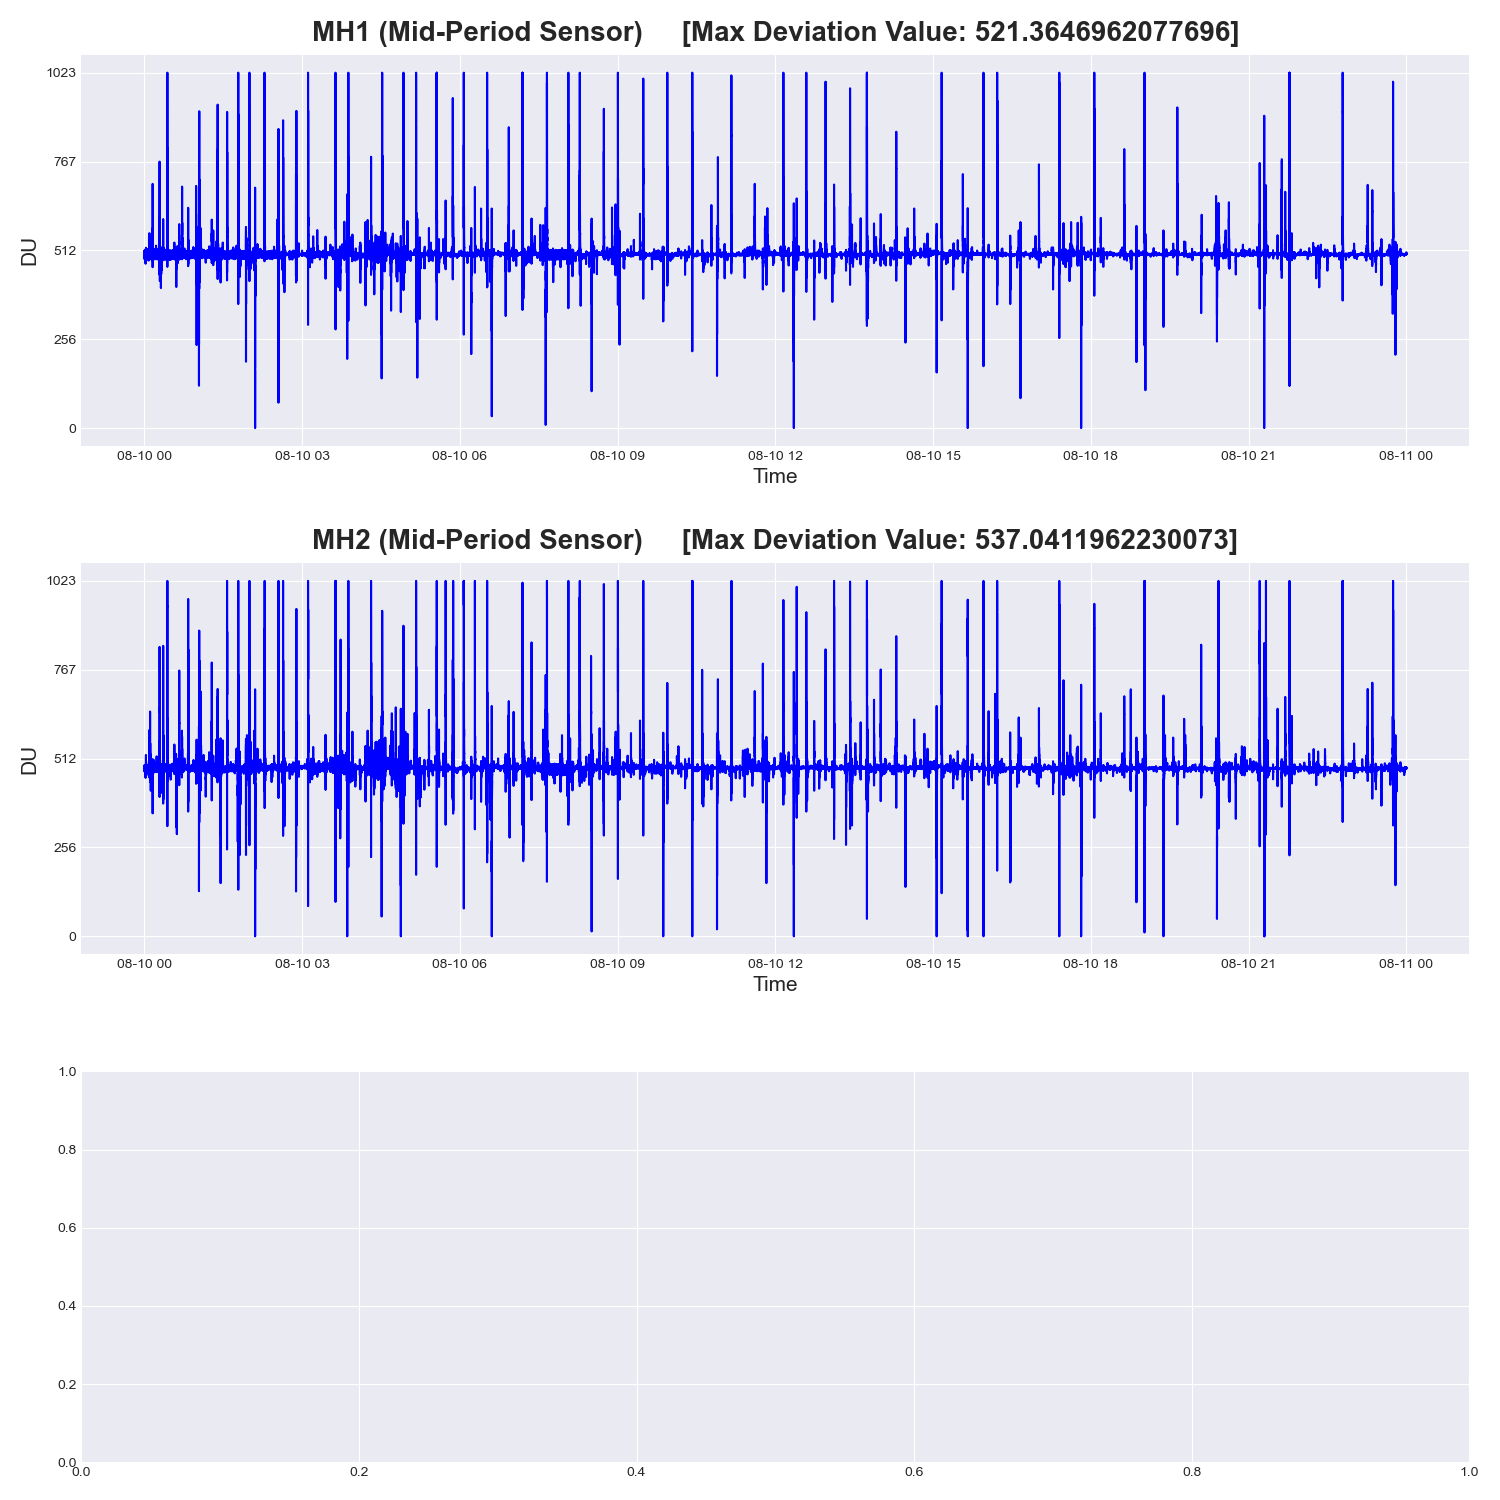 MH1 (Mid-Period Sensor) [Max Deviation Value: 521.3646962077696]
1023
767
512
256
0
DU
08-10 00 08-10 03 08-10 06 08-10 09 08-10 12 08-10 15 08-10 18 08-10 21 08-11 00
Time
MH2 (Mid-Period Sensor) [Max Deviation Value: 537.0411962230073]
1023
767
512
256
0
DU
08-10 00 08-10 03 08-10 06 08-10 09 08-10 12 08-10 15 08-10 18 08-10 21 08-11 00
Time
1.0
0.8
0.6
0.4
0.2
0.0
0.0 0.2 0.4 0.6 0.8 1.0